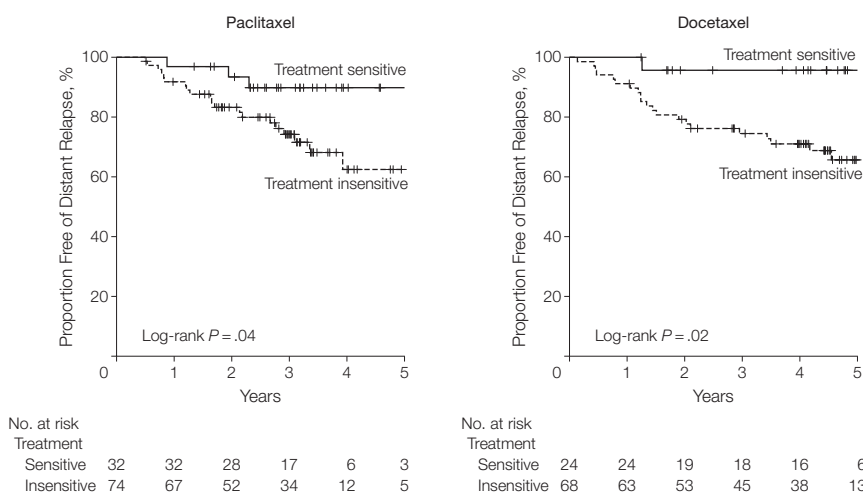 Paclitaxel
Proportion Free of Distant Relapse, %
100
80
60
40
20
0
Treatment sensitive
Treatment insensitive
Log-rank P = .04
1 2 3 4 5
Years
No. at risk
Treatment
Sensitive 32 32 28 17 6 3
Insensitive 74 67 52 34 12 5
Docetaxel
Proportion Free of Distant Relapse, %
100
80
60
40
20
0
Treatment sensitive
Treatment insensitive
Log-rank P = .02
1 2 3 4 5
Years
No. at risk
Treatment
Sensitive 24 24 19 18 16 6
Insensitive 68 63 53 45 38 13